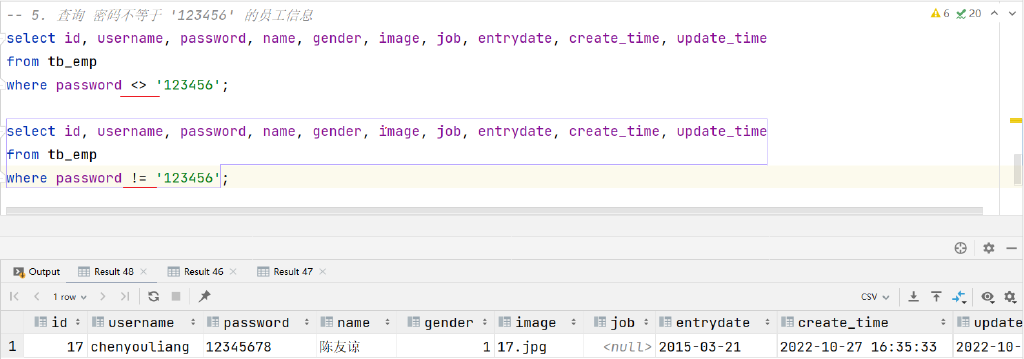 -- 5. 查询 密码不等于 '123456' 的员工信息
6 20
select id, username, password, name, gender, image, job, entrydate, create_time, update_time
from tb_emp
where password <> '123456';
select id, username, password, name, gender, image, job, entrydate, create_time, update_time
from tb_emp
where password != '123456';
Output Result 48 Result 46 Result 47
1 row CSV
id username password name gender image job entrydate create_time update
1 17 chenyouliang 12345678 陈友谅 1 17.jpg <null> 2015-03-21 2022-10-27 16:35:33 2022-10-